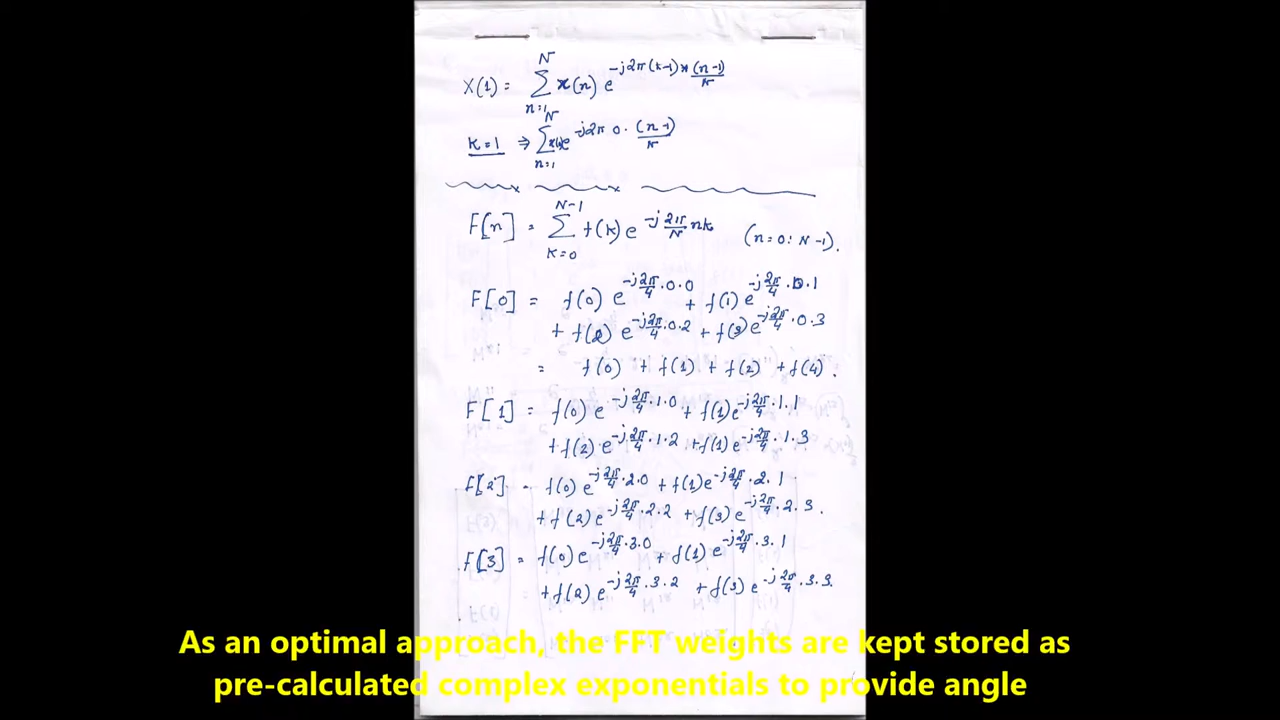 X(1) = N∑n=1 x(n) e^-j2π(k-1)*(n-1)/N
k=1 ⇒ N∑n=1 x(n)e^-j2π 0·(n-1)/N
F[n] = N-1∑k=0 f(k) e^-j2π/N nk (n=0:N-1).
F[0] = f(0) e^-j2π/4·0·0 + f(1) e^-j2π/4·0·1
+ f(2) e^-j2π/4·0·2 + f(3) e^-j2π/4·0·3
= f(0) + f(1) + f(2) + f(4).
F[1] = f(0) e^-j2π/4·1·0 + f(1) e^-j2π/4·1·1
+ f(2) e^-j2π/4·1·2 + f(1) e^-j2π/4·1·3
F[2] - f(0) e^-j2π/4·2·0 + f(1) e^-j2π/4·2·1
+ f(2) e^-j2π/4·2·2 + f(3) e^-j2π/4·2·3.
F[3] = f(0) e^-j2π/4·3·0 + f(1) e^-j2π/4·3·1
+ f(2) e^-j2π/4·3·2 + f(3) e^-j2π/4·3·3.
As an optimal approach, the FFT weights are kept stored as
pre-calculated complex exponentials to provide angle